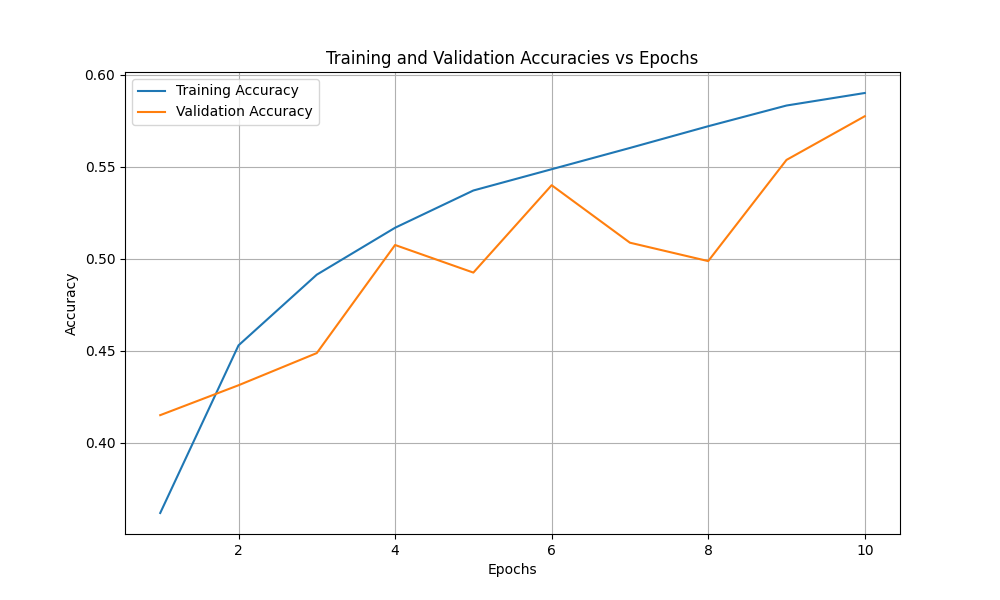 Training and Validation Accuracies vs Epochs
Training Accuracy
Validation Accuracy
Accuracy
0.60
0.55
0.50
0.45
0.40
2 4 6 8 10
Epochs